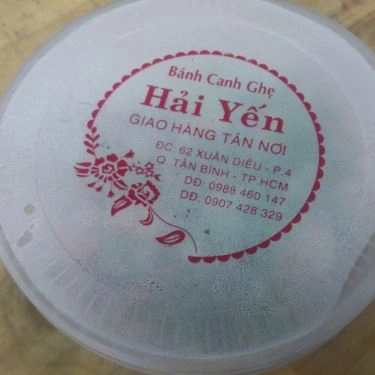 Bánh Canh Ghẹ
Hải Yến
GIAO HÀNG TẬN NƠI
ĐC: 62 XUÂN DIỆU - P.4
Q. TÂN BÌNH - TP.HCM
DĐ: 0988 460 147
DĐ: 0907 428 329